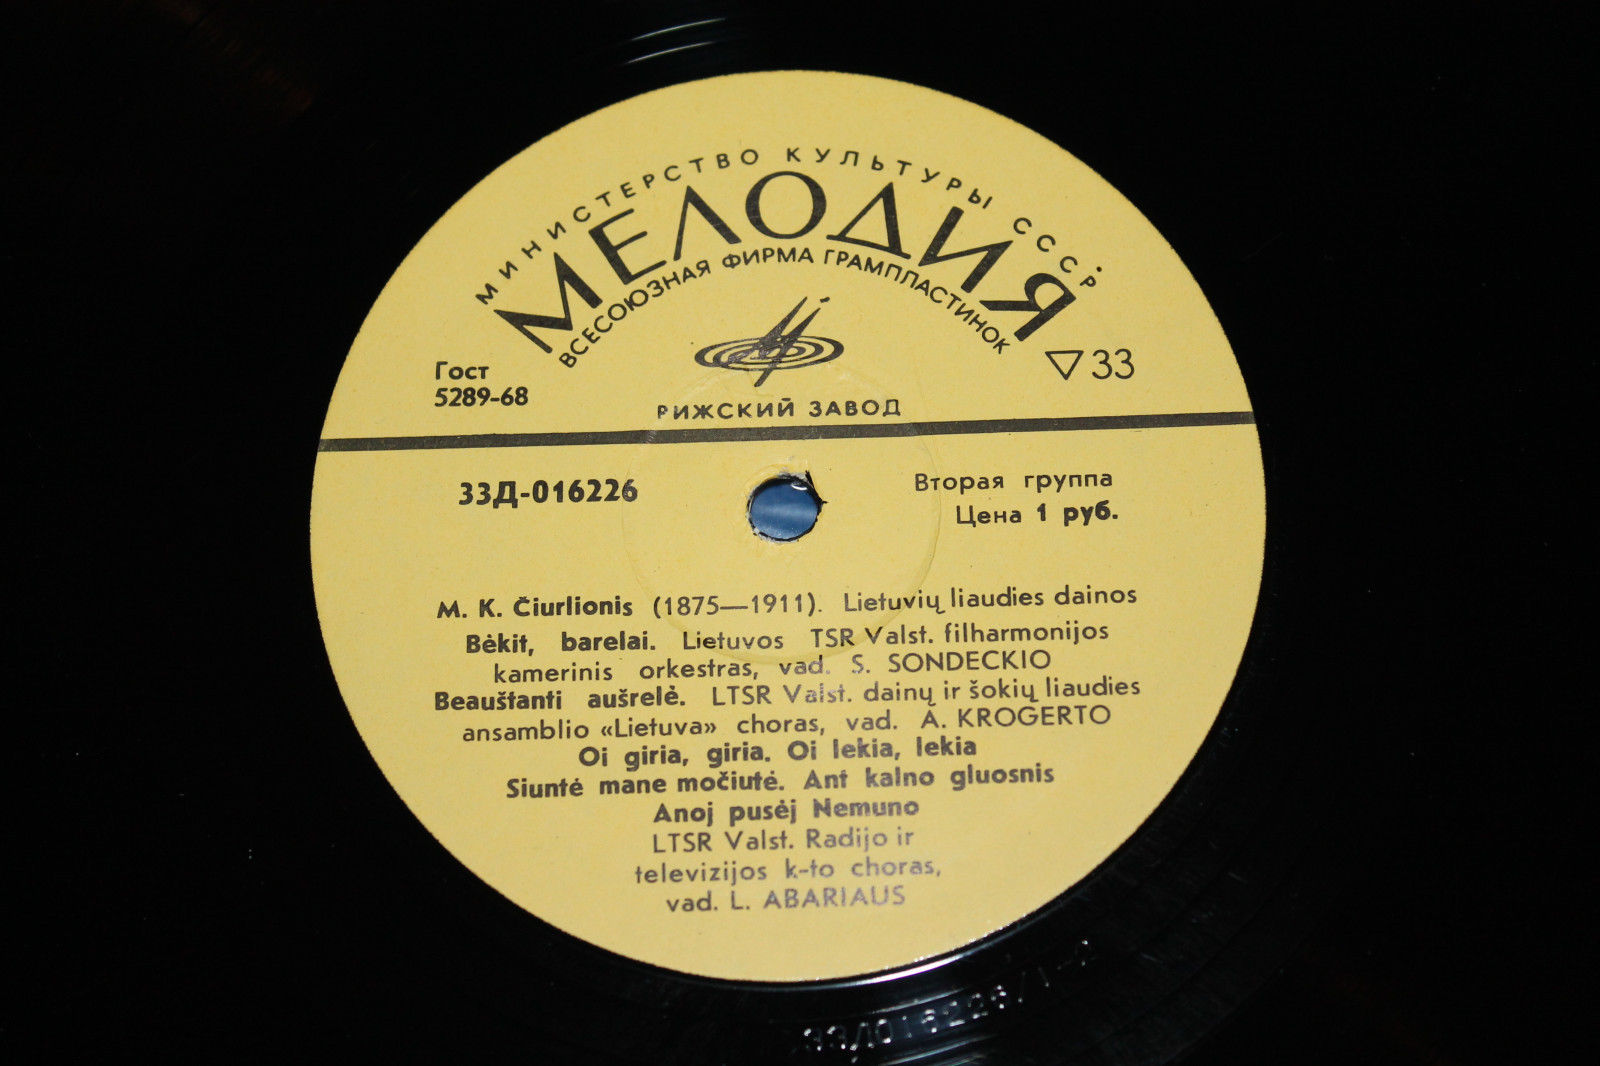 МИНИСТЕРСТВО КУЛЬТУРЫ СССР
МЕЛОДИЯ
ВСЕСОЮЗНАЯ ФИРМА ГРАМПЛАСТИНОК
Гост
5289-68
▽33
РИЖСКИЙ ЗАВОД
33Д-016226
Вторая группа
Цена 1 руб.
M. K. Čiurlionis (1875—1911). Lietuvių liaudies dainos
Bėkit, barelai. Lietuvos TSR Valst. filharmonijos
kamerinis orkestras, vad. S. SONDECKIO
Beauštanti aušrelė. LTSR Valst. dainų ir šokių liaudies
ansamblio «Lietuva» choras, vad. A. KROGERTO
Oi giria, giria. Oi lekia, lekia
Siuntė mane močiutė. Ant kalno gluosnis
Anoj pusėj Nemuno
LTSR Valst. Radijo ir
televizijos k-to choras,
vad. L. ABARIAUS
33Д016226/1-2